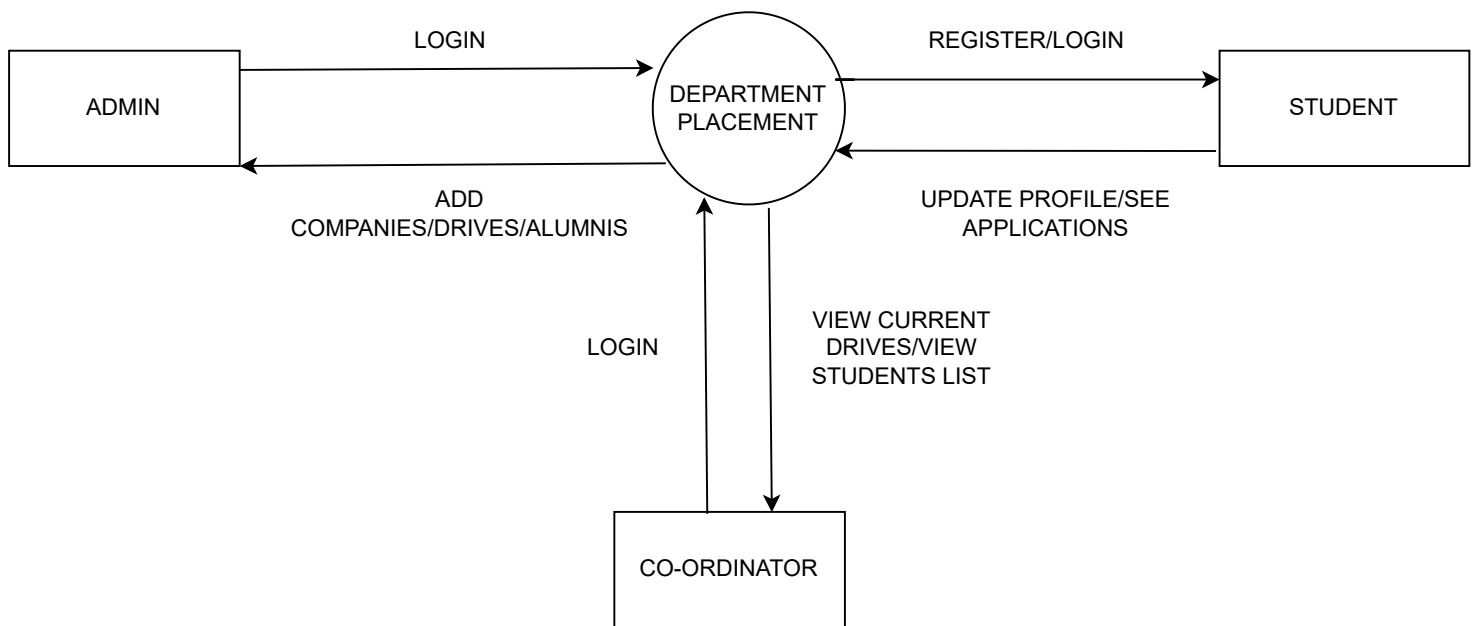 LOGIN
REGISTER/LOGIN
ADMIN
DEPARTMENT
PLACEMENT
STUDENT
ADD
COMPANIES/DRIVES/ALUMNIS
UPDATE PROFILE/SEE
APPLICATIONS
LOGIN
VIEW CURRENT
DRIVES/VIEW
STUDENTS LIST
CO-ORDINATOR